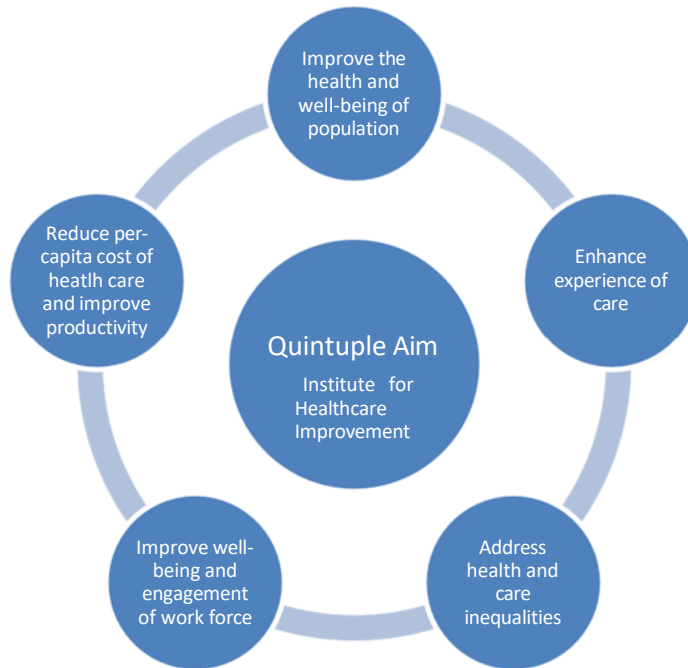 Improve the
health and
well-being of
population
Enhance
experience of
care
Address
health and
care
inequalities
Improve well-
being and
engagement
of work force
Reduce per-
capita cost of
heatlh care
and improve
productivity
Quintuple Aim
Institute for
Healthcare
Improvement